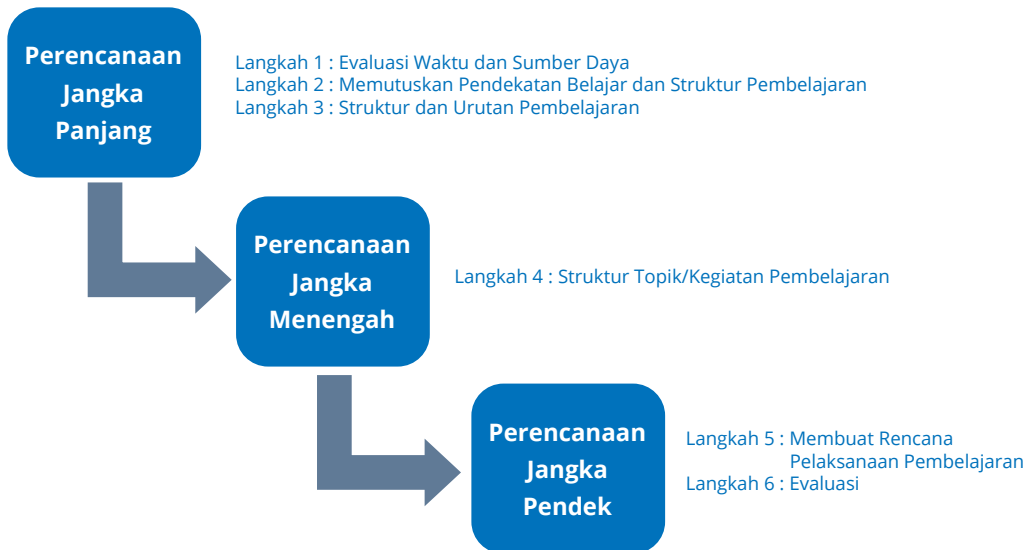 Perencanaan
Jangka
Panjang
Langkah 1 : Evaluasi Waktu dan Sumber Daya
Langkah 2 : Memutuskan Pendekatan Belajar dan Struktur Pembelajaran
Langkah 3 : Struktur dan Urutan Pembelajaran
Perencanaan
Jangka
Menengah
Langkah 4 : Struktur Topik/Kegiatan Pembelajaran
Perencanaan
Jangka
Pendek
Langkah 5 : Membuat Rencana
Pelaksanaan Pembelajaran
Langkah 6 : Evaluasi